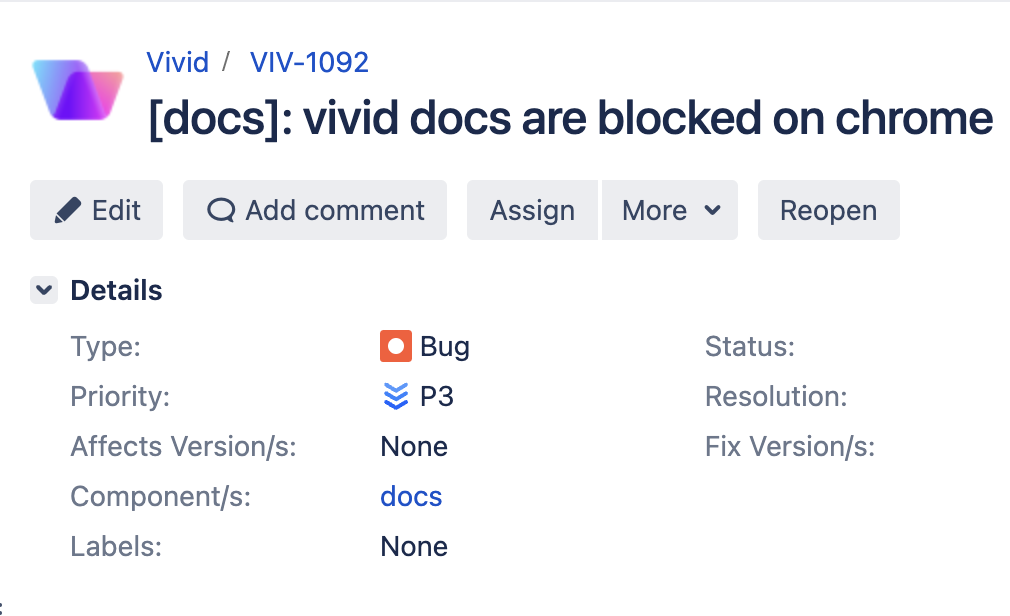 Vivid / VIV-1092
[docs]: vivid docs are blocked on chrome
Edit Add comment Assign More Reopen
Details
Type: Bug Status:
Priority: P3 Resolution:
Affects Version/s: None Fix Version/s:
Component/s: docs
Labels: None